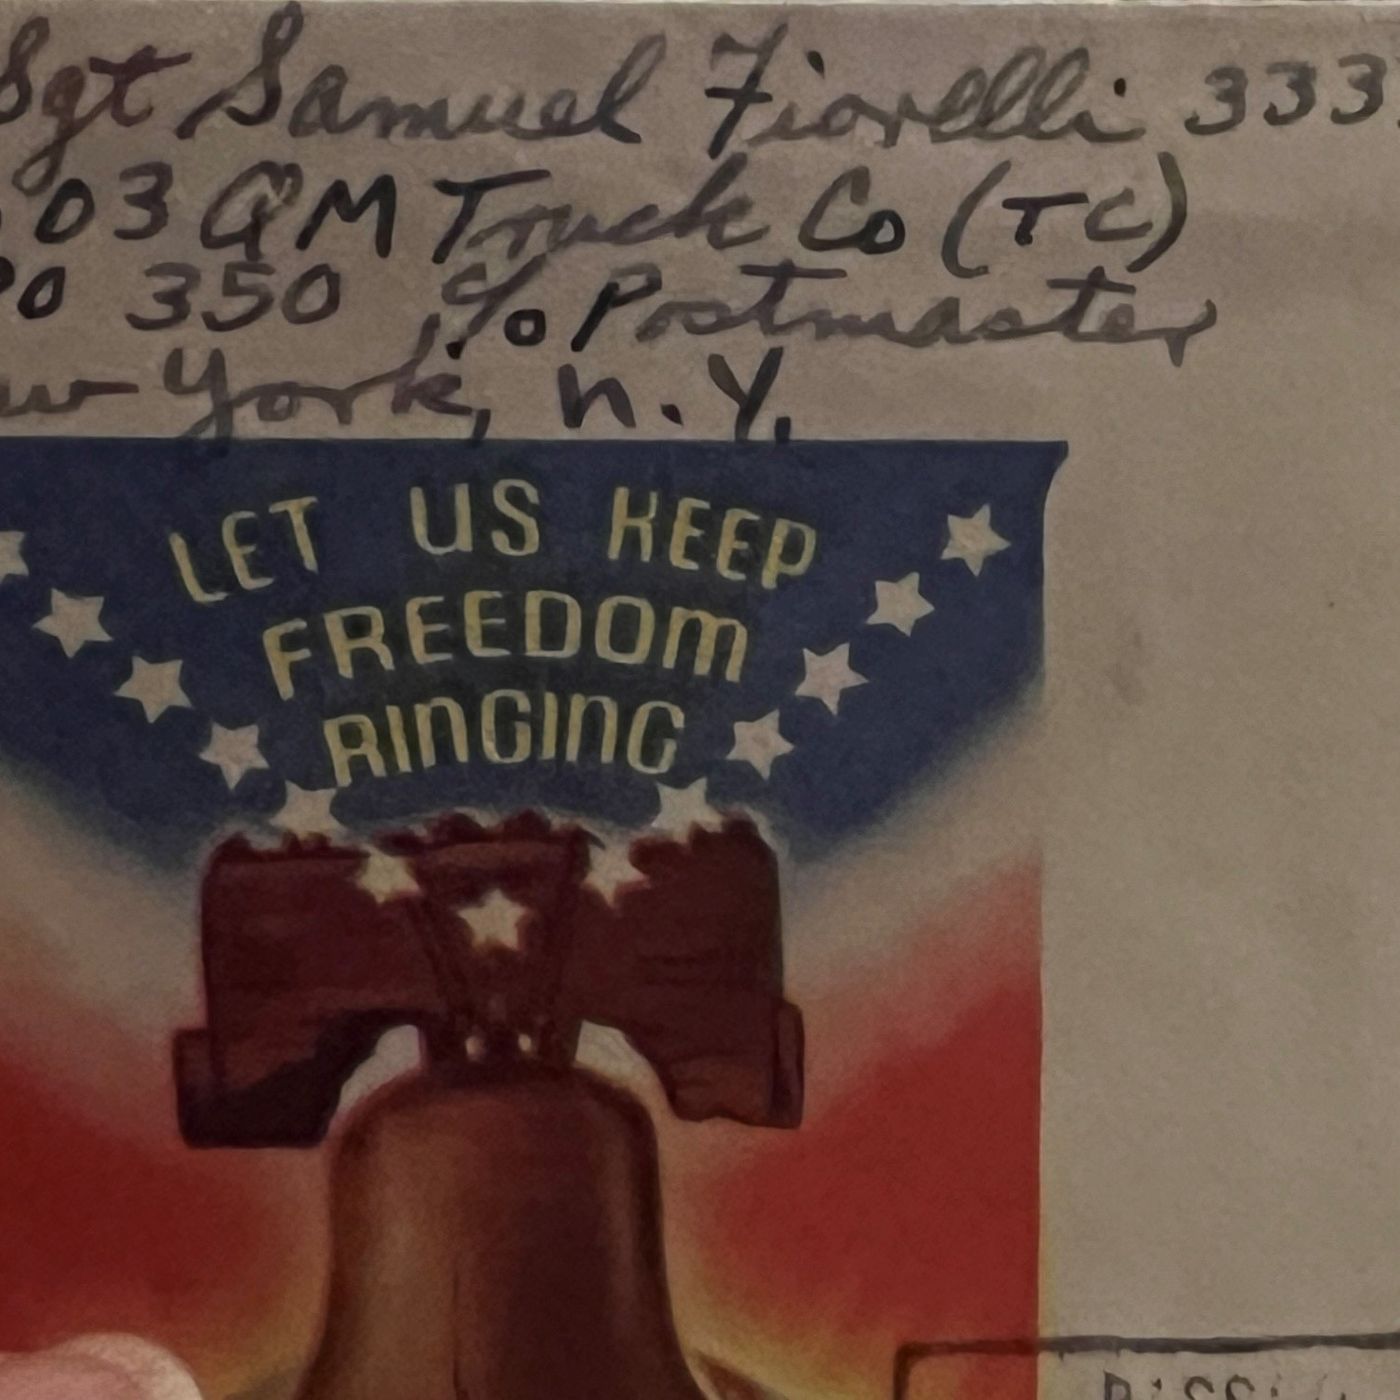 Sgt Samuel Fiorelli 333
03 QM Truck Co (TC)
350, c/o Postmaster
York, n.y.
LET US KEEP
FREEDOM
RINGING